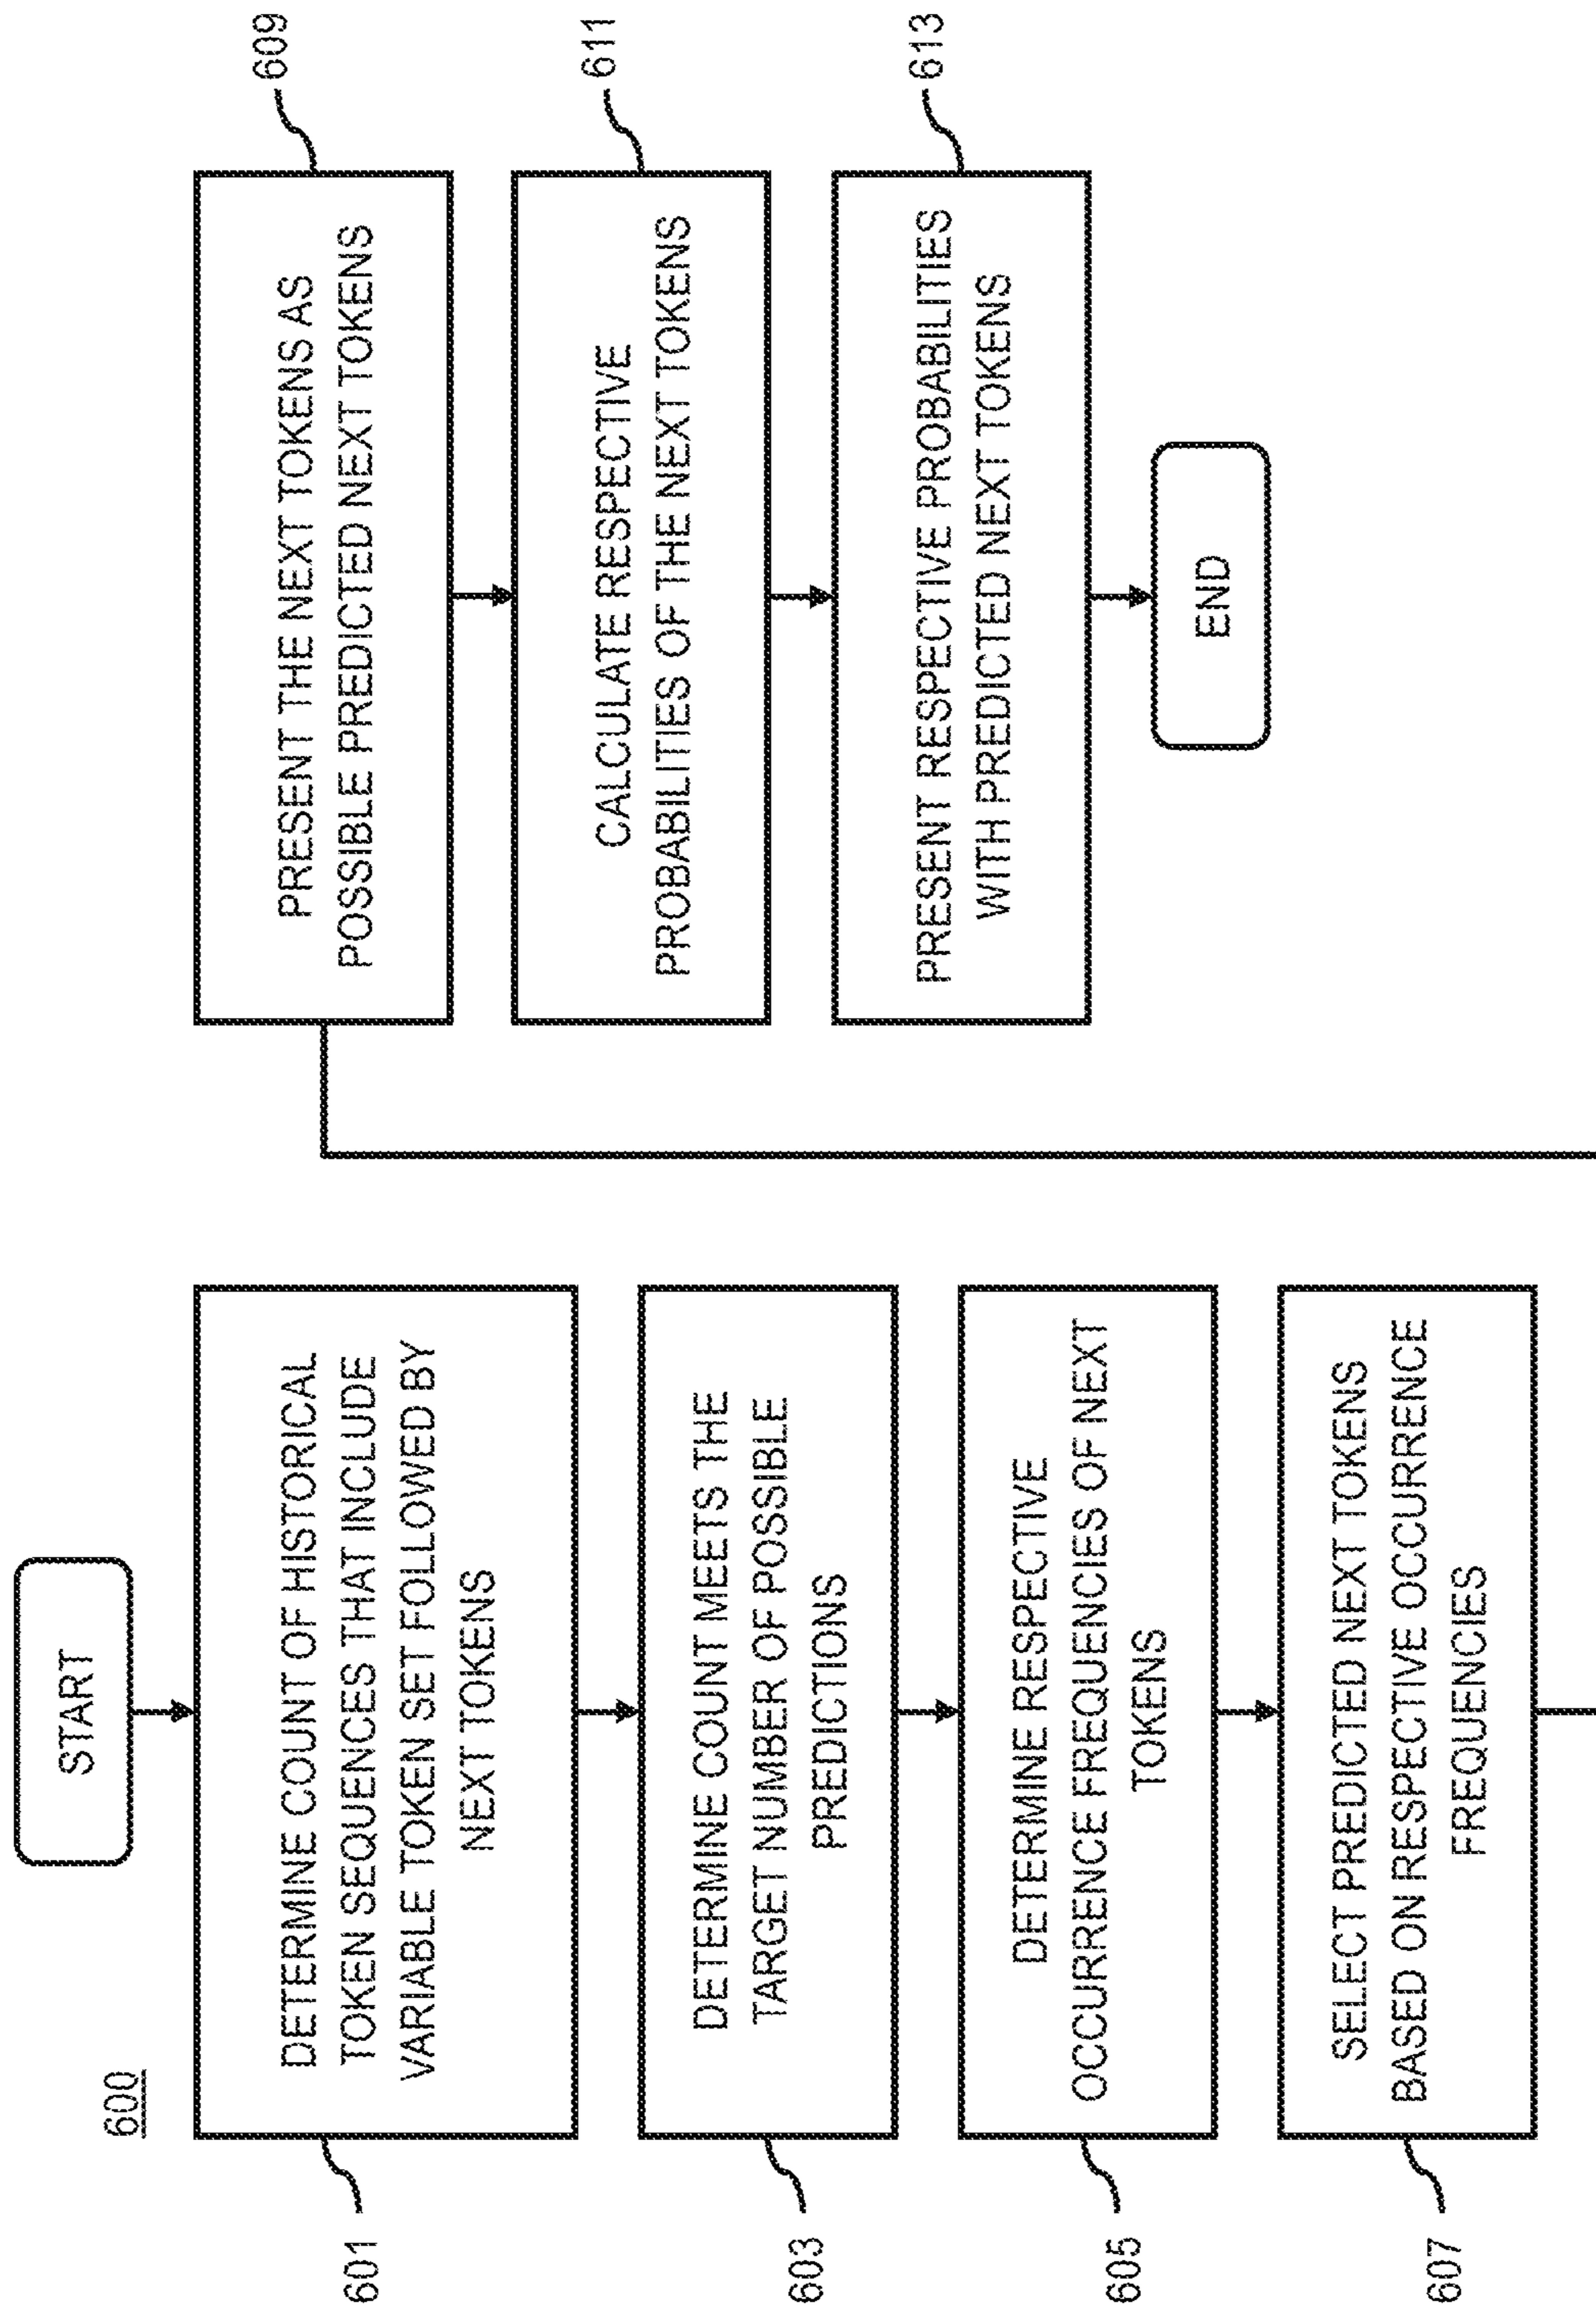 600
START
DETERMINE COUNT OF HISTORICAL
TOKEN SEQUENCES THAT INCLUDE
VARIABLE TOKEN SET FOLLOWED BY
NEXT TOKENS
601
DETERMINE COUNT MEETS THE
TARGET NUMBER OF POSSIBLE
PREDICTIONS
603
DETERMINE RESPECTIVE
OCCURRENCE FREQUENCIES OF NEXT
TOKENS
605
SELECT PREDICTED NEXT TOKENS
BASED ON RESPECTIVE OCCURRENCE
FREQUENCIES
607
PRESENT THE NEXT TOKENS AS
POSSIBLE PREDICTED NEXT TOKENS
609
CALCULATE RESPECTIVE
PROBABILITIES OF THE NEXT TOKENS
611
PRESENT RESPECTIVE PROBABILITIES
WITH PREDICTED NEXT TOKENS
613
END